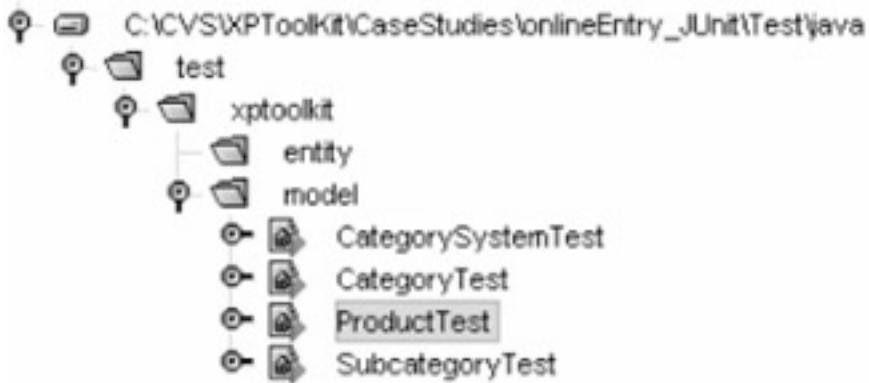 C:\CVS\XPToolKit\CaseStudies\onlineEntry_JUnit\Test\java
test
xptoolkit
entity
model
CategorySystemTest
CategoryTest
ProductTest
SubcategoryTest